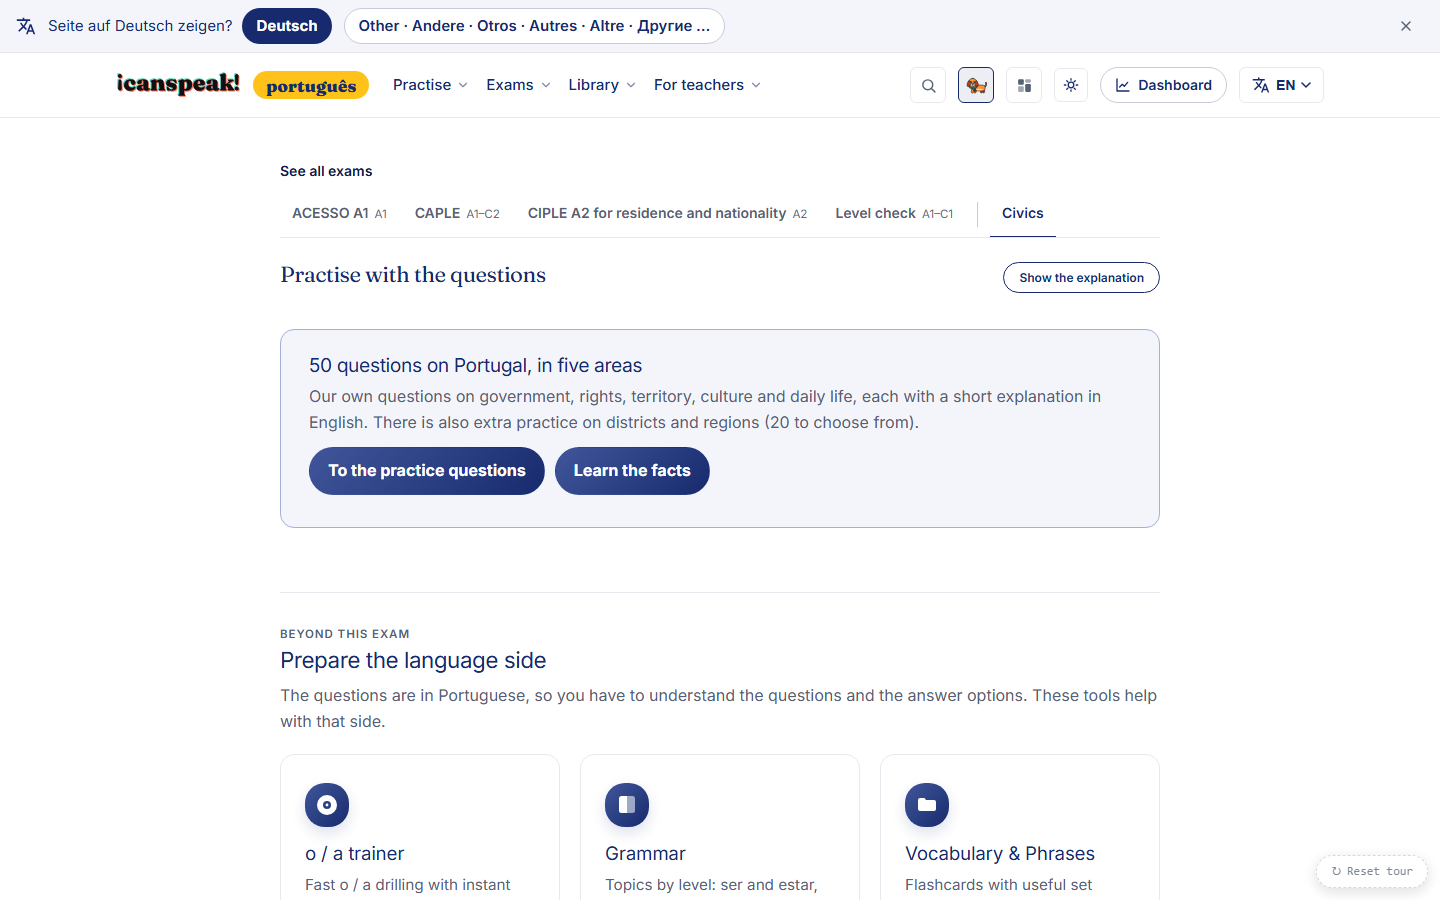 Seite auf Deutsch zeigen?
Deutsch
Other · Andere · Otros · Autres · Altre · Другие ...
icanspeak!
português
Practise
Exams
Library
For teachers
Dashboard
EN
See all exams
ACESSO A1 A1
CAPLE A1–C2
CIPLE A2 for residence and nationality A2
Level check A1–C1
Civics
Practise with the questions
Show the explanation
50 questions on Portugal, in five areas
Our own questions on government, rights, territory, culture and daily life, each with a short explanation in
English. There is also extra practice on districts and regions (20 to choose from).
To the practice questions
Learn the facts
BEYOND THIS EXAM
Prepare the language side
The questions are in Portuguese, so you have to understand the questions and the answer options. These tools help
with that side.
o / a trainer
Fast o / a drilling with instant
Grammar
Topics by level: ser and estar,
Vocabulary & Phrases
Flashcards with useful set
↻ Reset tour